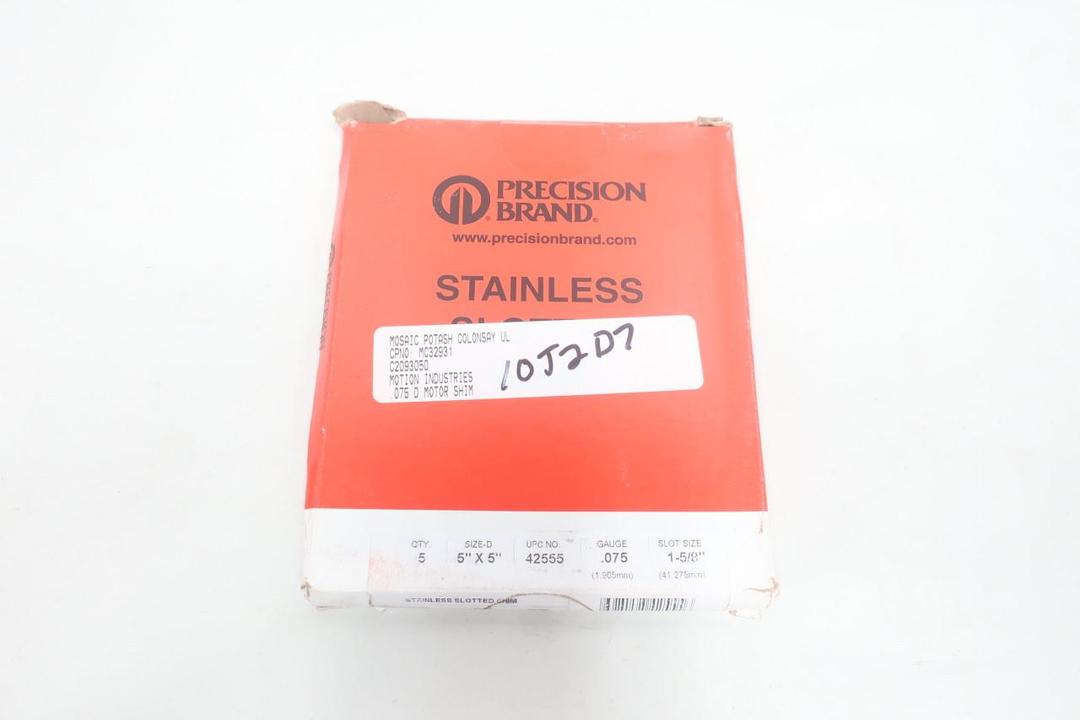 PRECISION
BRAND®
www.precisionbrand.com
STAINLESS
MOSAIC POTASH COLONSAY UL
CPNO: MC32931
C2093050
MOTION INDUSTRIES
.075 D MOTOR SHIM
10J2D7
QTY. SIZE-D UPC NO. GAUGE SLOT SIZE
5 5" X 5" 42555 .075 1-5/8"
(1.905mm) (41.275mm)
STAINLESS SLOTTED SHIM